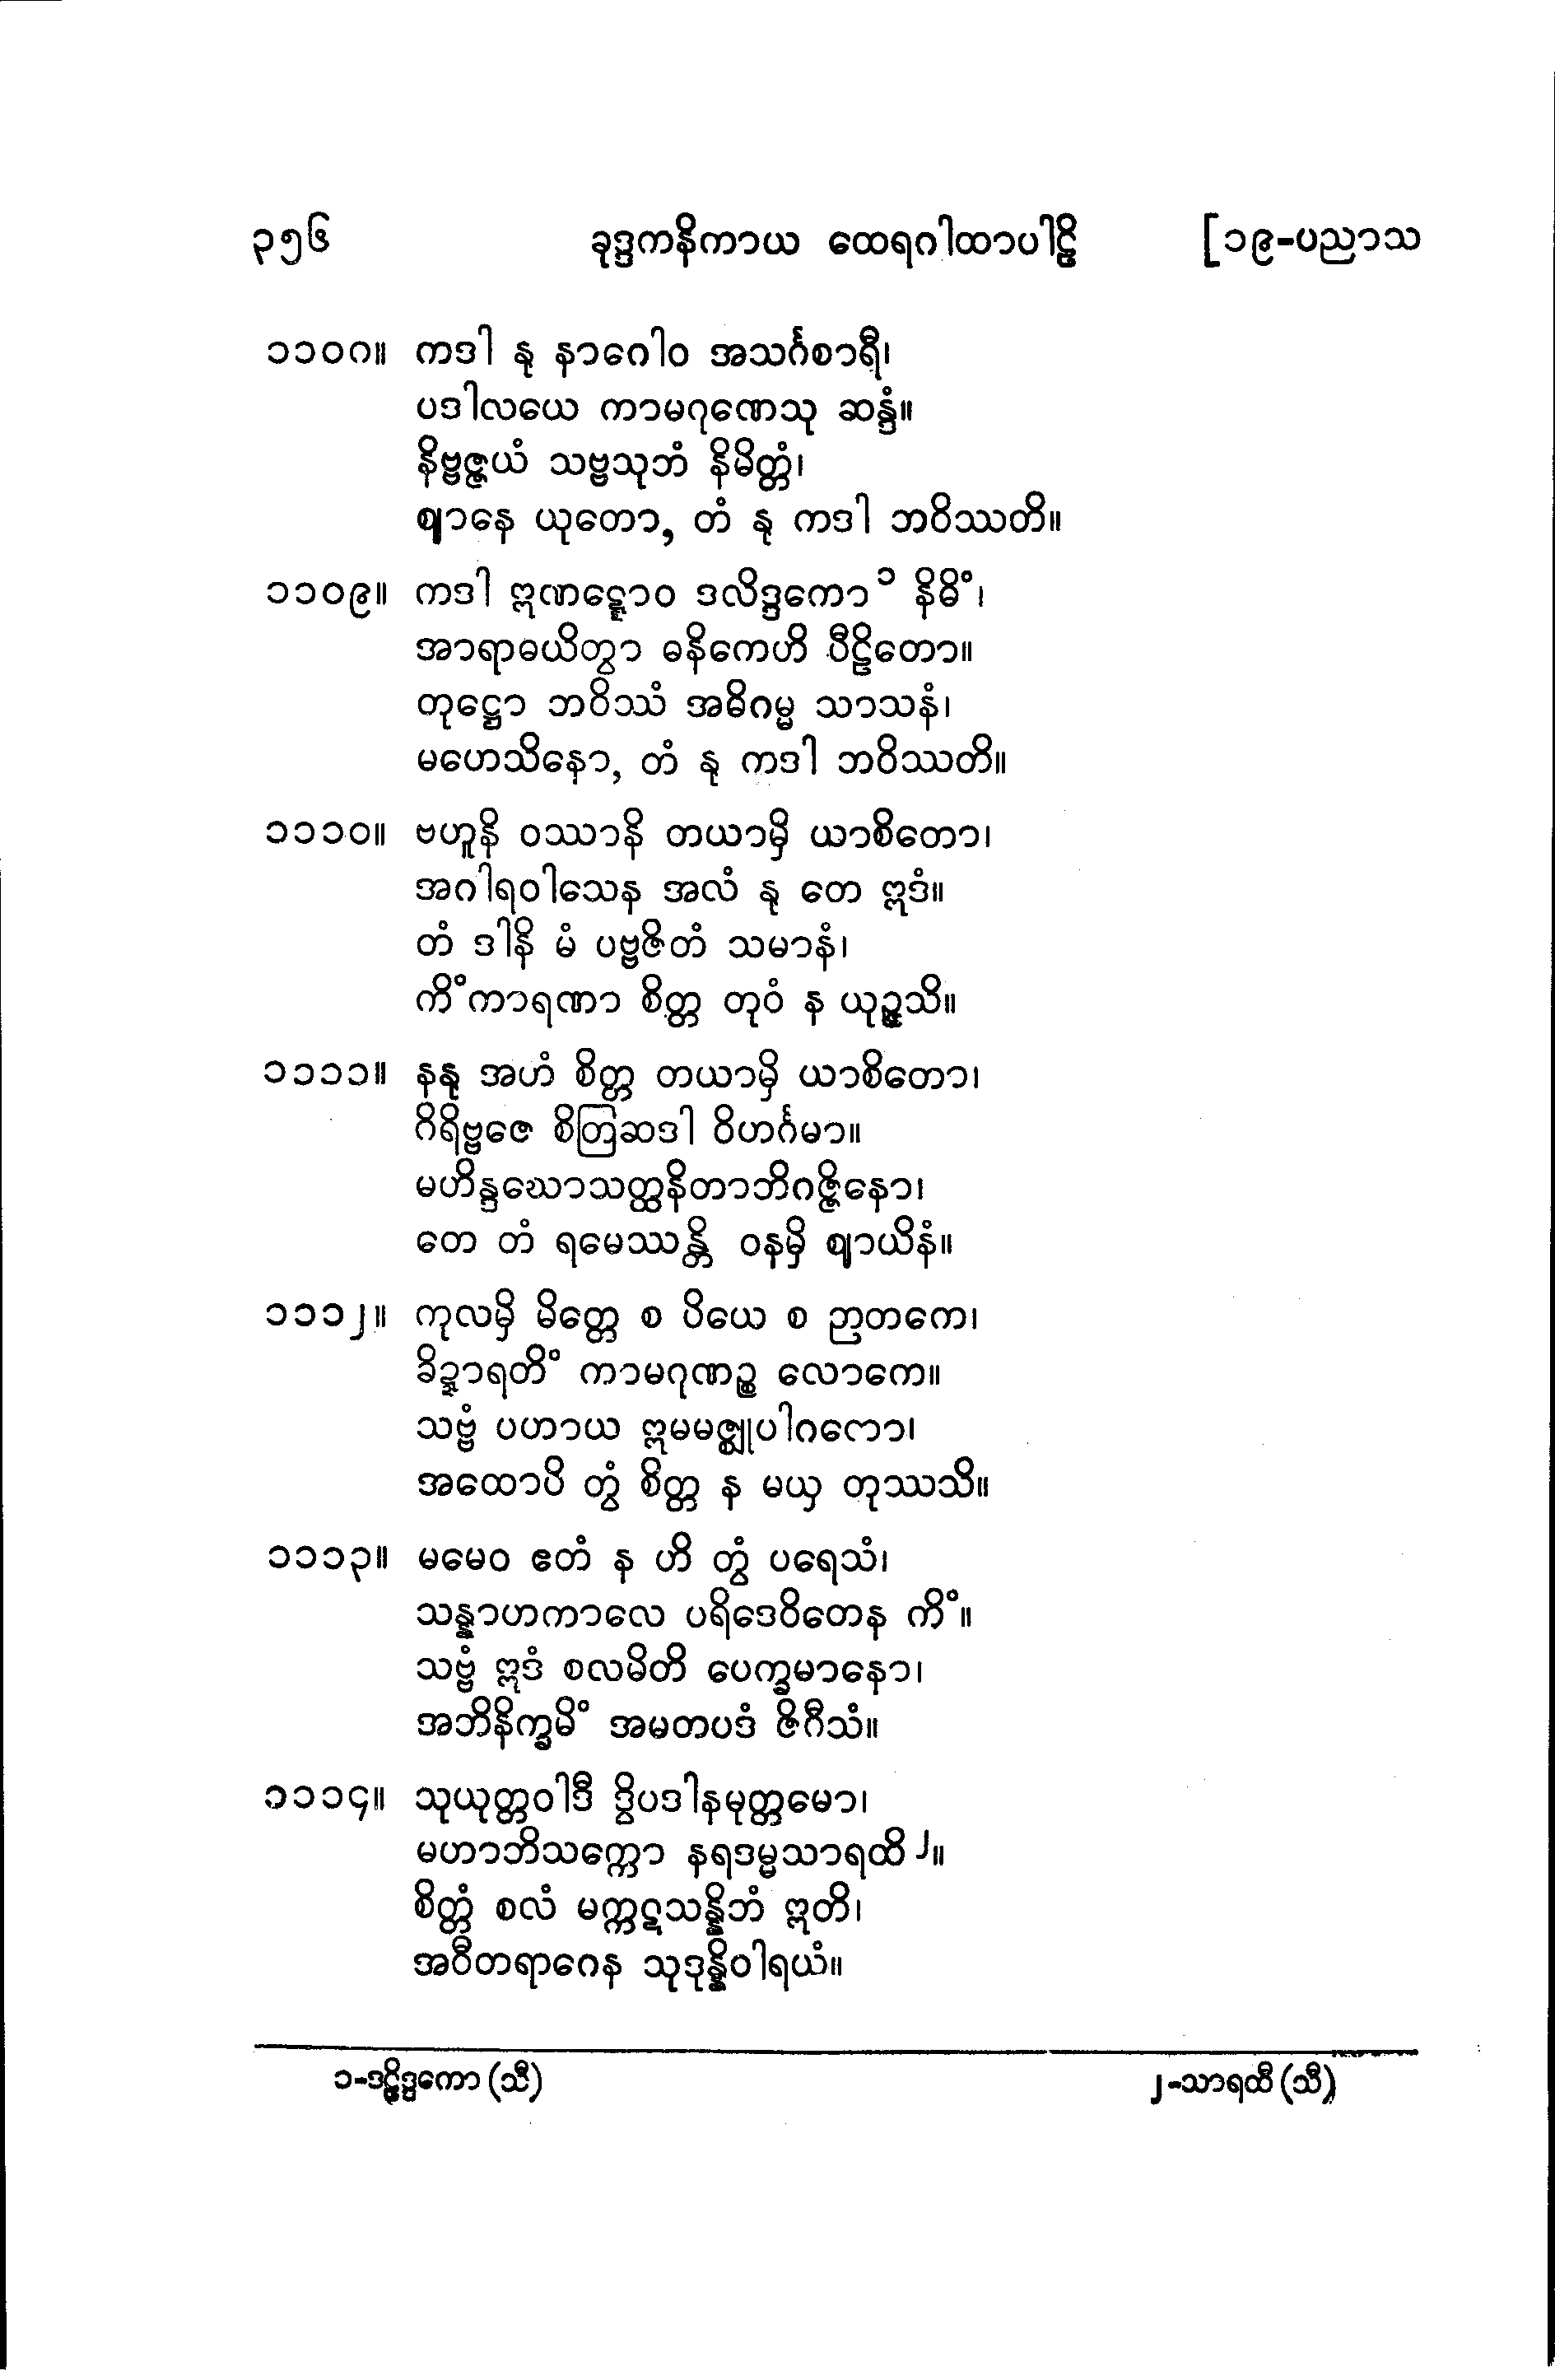 ၃၅၆ ခုဒ္ဒကနိကာယ ထေရဂါထာပါဠိ [၁၉-ပညာသ
၁၁၀ဂ။ ကဒါ နု နာဂေါဝ အသင်္ဂစာရီ၊
ပဒါလယေ ကာမဂုဏေသု ဆန္ဒံ။
နိဗ္ဗဇ္ဇယံ သဗ္ဗသုဘံ နိမိတ္တံ၊
ဈာနေ ယုတော, တံ နု ကဒါ ဘဝိဿတိ။
၁၁၀၉။ ကဒါ ဣဏဋ္ဋောဝ ဒလိဒ္ဒကော ၁ နိဓိံ၊
အာရာဓယိတွာ ဓနိကေဟိ ပီဠိတော။
တုဋ္ဌော ဘဝိဿံ အဓိဂမ္မ သာသနံ၊
မဟေသိနော, တံ နု ကဒါ ဘဝိဿတိ။
၁၁၁၀။ ဗဟူနိ ဝဿာနိ တယာမှိ ယာစိတော၊
အဂါရဝါသေန အလံ နု တေ ဣဒံ။
တံ ဒါနိ မံ ပဗ္ဗဇိတံ သမာနံ၊
ကိံကာရဏာ စိတ္တ တုဝံ န ယုဉ္ဇသိ။
၁၁၁၁။ နနု အဟံ စိတ္တ တယာမှိ ယာစိတော၊
ဂိရိဗ္ဗဇေ စိတြဆဒါ ဝိဟင်္ဂမာ။
မဟိန္ဒဃောသတ္ထနိတာဘိဂဇ္ဇိနော၊
တေ တံ ရမေဿန္တိ ဝနမှိ ဈာယိနံ။
၁၁၁၂။ ကုလမှိ မိတ္တေ စ ပိယေ စ ဉာတကေ၊
ခိဍ္ဍာရတိံ ကာမဂုဏဉ္စ လောကေ။
သဗ္ဗံ ပဟာယ ဣမမဇ္ဈုပါဂတော၊
အထောပိ တွံ စိတ္တ န မယှ တုဿသိ။
၁၁၁၃။ မမေဝ ဧတံ န ဟိ တွံ ပရေသံ၊
သန္နာဟကာလေ ပရိဒေဝိတေန ကိံ။
သဗ္ဗံ ဣဒံ စလမိတိ ပေက္ခမာနော၊
အဘိနိက္ခမိံ အမတပဒံ ဇိဂီသံ။
၁၁၁၄။ သုယုတ္တဝါဒီ ဒွိပဒါနမုတ္တမော၊
မဟာဘိသက္ကော နရဒမ္မသာရထိ ၂။
စိတ္တံ စလံ မက္ကဋသန္နိဘံ ဣတိ၊
အဝီတရာဂေန သုဒုန္နိဝါရယံ။
၁-ဒဠိဒ္ဒကော (သီ) ၂-သာရထီ (သီ)